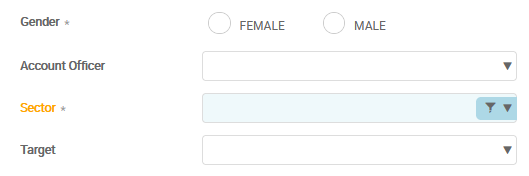 Gender * FEMALE MALE
Account Officer
Sector *
Target